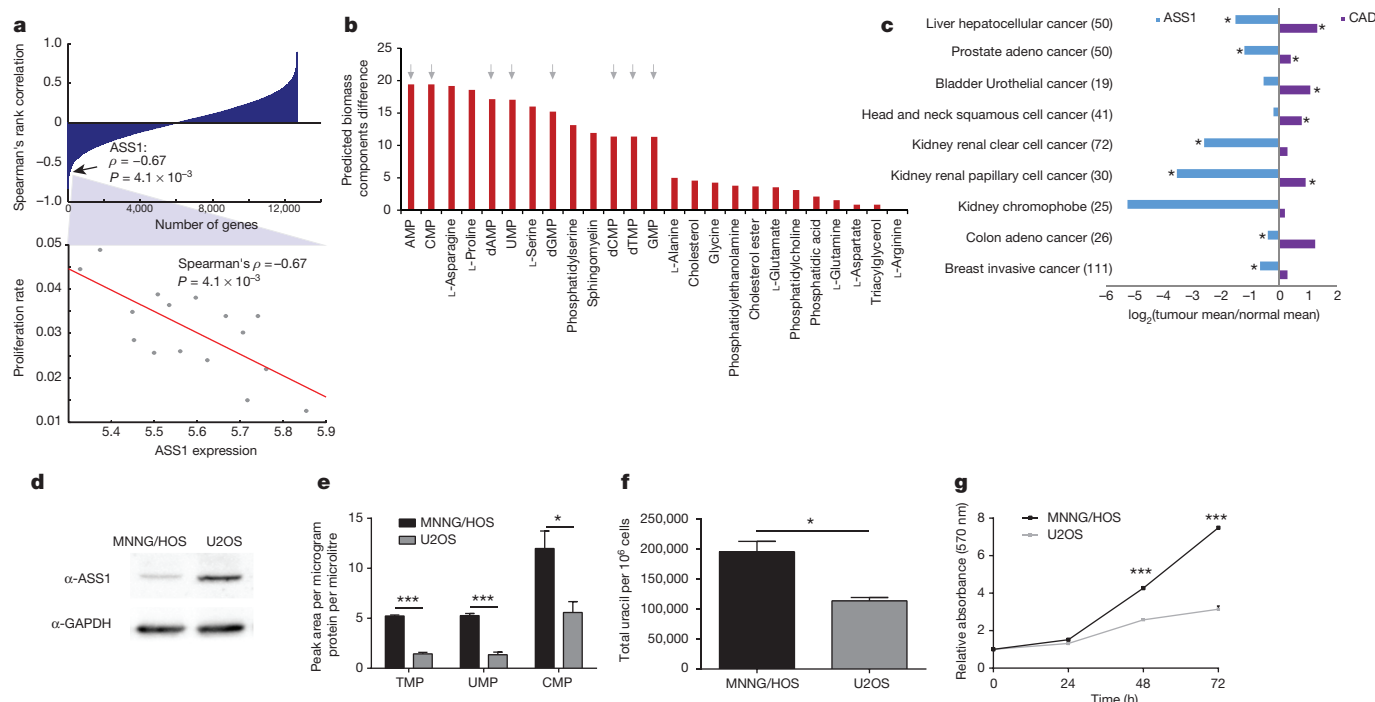 a
Spearman's rank correlation
1.0
0.5
0
−0.5
−1.0
ASS1:
ρ = −0.67
P = 4.1 × 10−3
0 4,000 8,000 12,000
Number of genes
Proliferation rate
0.05
0.04
0.03
0.02
0.01
Spearman's ρ = −0.67
P = 4.1 × 10−3
5.4 5.5 5.6 5.7 5.8 5.9
ASS1 expression
b
Predicted biomass
components difference
25
20
15
10
5
0
AMP
CMP
L-Asparagine
L-Proline
dAMP
UMP
L-Serine
dGMP
Phosphatidylserine
Sphingomyelin
dCMP
dTMP
GMP
L-Alanine
Cholesterol
Glycine
Phosphatidylethanolamine
Cholesterol ester
L-Glutamate
Phosphatidylcholine
Phosphatidic acid
L-Glutamine
L-Aspartate
Triacylglycerol
L-Arginine
c
ASS1 CAD
Liver hepatocellular cancer (50) * *
Prostate adeno cancer (50) * *
Bladder Urothelial cancer (19) *
Head and neck squamous cell cancer (41) *
Kidney renal clear cell cancer (72) *
Kidney renal papillary cell cancer (30) * *
Kidney chromophobe (25)
Colon adeno cancer (26) *
Breast invasive cancer (111) *
−6 −5 −4 −3 −2 −1 0 1 2
log2(tumour mean/normal mean)
d
MNNG/HOS U2OS
α-ASS1
α-GAPDH
e
Peak area per microgram
protein per microlitre
15
10
5
0
MNNG/HOS
U2OS
*** *** *
TMP UMP CMP
f
Total uracil per 106 cells
250,000
200,000
150,000
100,000
50,000
0
*
MNNG/HOS U2OS
g
Relative absorbance (570 nm)
8
6
4
2
0
MNNG/HOS
U2OS
*** ***
0 24 48 72
Time (h)